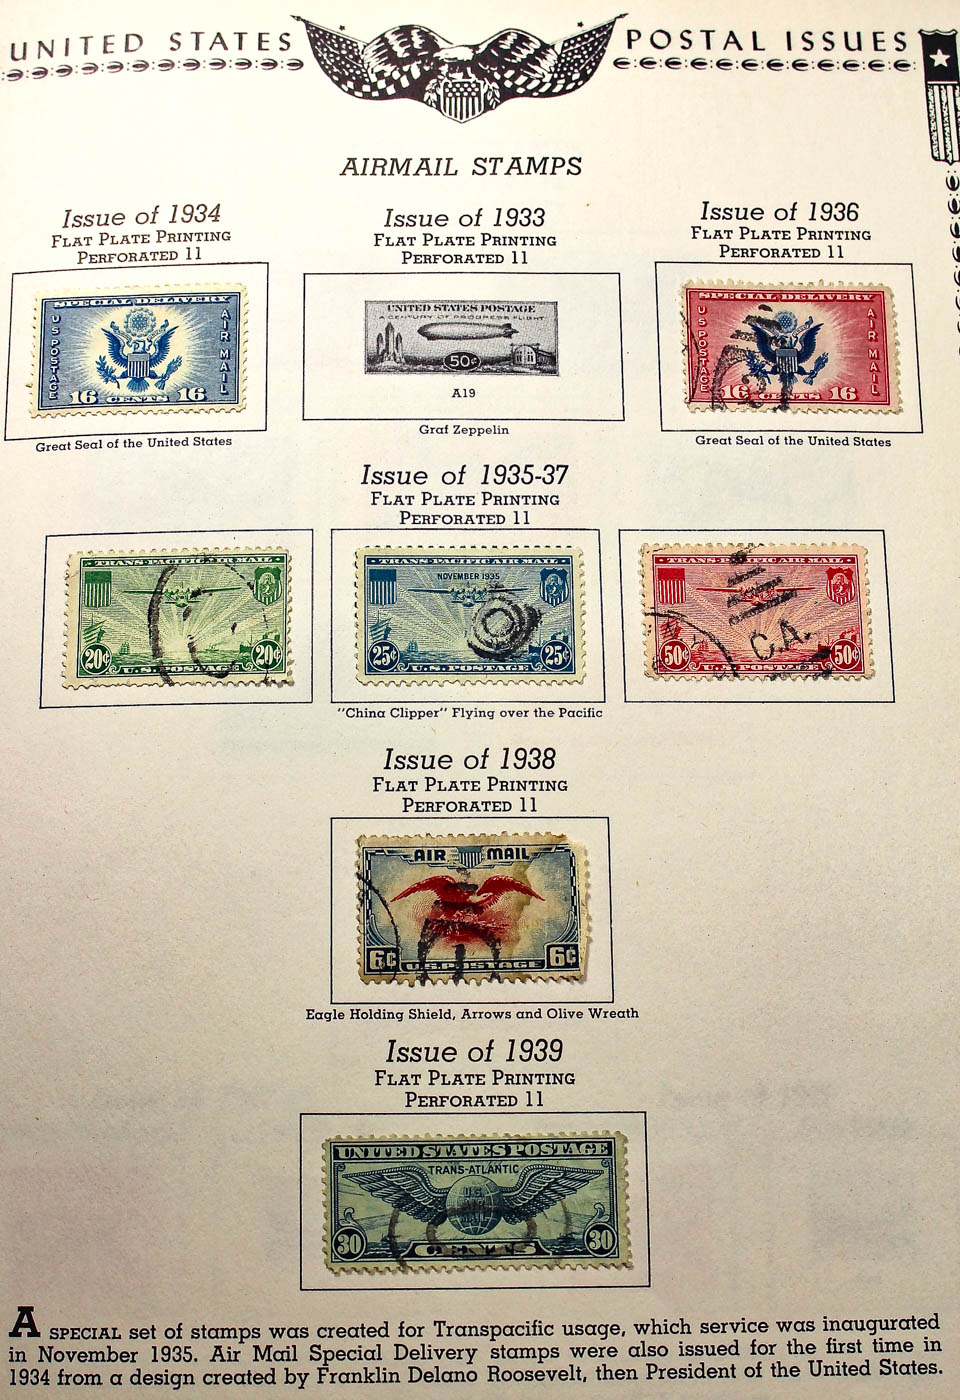 UNITED STATES POSTAL ISSUES
AIRMAIL STAMPS
Issue of 1934
FLAT PLATE PRINTING
PERFORATED 11
SPECIAL DELIVERY
U.S. POSTAGE
AIR MAIL
16 CENTS 16
Great Seal of the United States
Issue of 1933
FLAT PLATE PRINTING
PERFORATED 11
UNITED STATES POSTAGE
A CENTURY OF PROGRESS FLIGHT
50¢
A19
Graf Zeppelin
Issue of 1936
FLAT PLATE PRINTING
PERFORATED 11
SPECIAL DELIVERY
U.S. POSTAGE
AIR MAIL
16 CENTS 16
Great Seal of the United States
Issue of 1935-37
FLAT PLATE PRINTING
PERFORATED 11
TRANS-PACIFIC AIR MAIL
20¢ U.S. POSTAGE 20¢
TRANS-PACIFIC AIR MAIL
NOVEMBER 1935
25¢ U.S. POSTAGE 25¢
TRANS-PACIFIC AIR MAIL
C.A.
50¢ U.S. POSTAGE 50¢
"China Clipper" Flying over the Pacific
Issue of 1938
FLAT PLATE PRINTING
PERFORATED 11
AIR MAIL
6¢ U.S. POSTAGE 6¢
Eagle Holding Shield, Arrows and Olive Wreath
Issue of 1939
FLAT PLATE PRINTING
PERFORATED 11
UNITED STATES POSTAGE
TRANS-ATLANTIC
U.S.
AIR
MAIL
30 CENTS 30
A SPECIAL set of stamps was created for Transpacific usage, which service was inaugurated
in November 1935. Air Mail Special Delivery stamps were also issued for the first time in
1934 from a design created by Franklin Delano Roosevelt, then President of the United States.